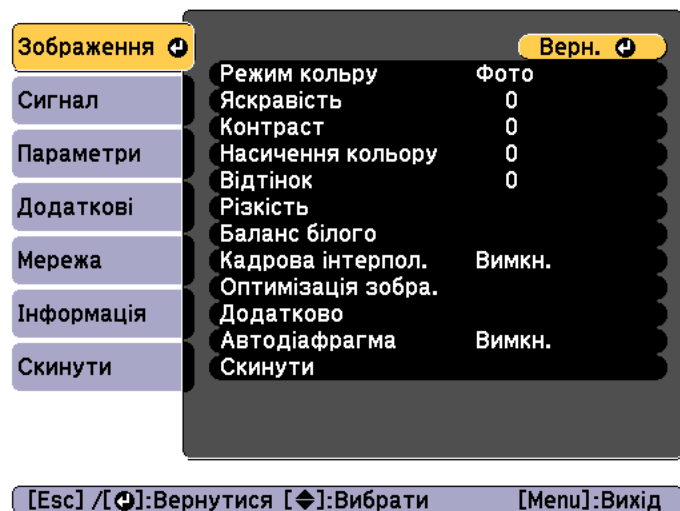 Зображення
Сигнал
Параметри
Додаткові
Мережа
Інформація
Скинути
Верн.
Режим кольру Фото
Яскравість 0
Контраст 0
Насичення кольору 0
Відтінок 0
Різкість
Баланс білого
Кадрова інтерпол. Вимкн.
Оптимізація зобра.
Додатково
Автодіафрагма Вимкн.
Скинути
[Esc] /[⏎]:Вернутися [◆]:Вибрати [Menu]:Вихід